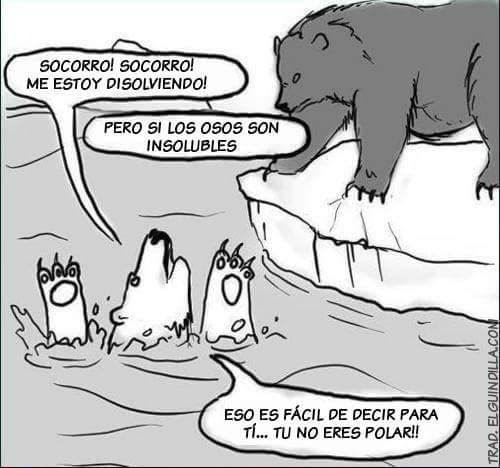 SOCORRO! SOCORRO!
ME ESTOY DISOLVIENDO!
PERO SI LOS OSOS SON
INSOLUBLES
ESO ES FÁCIL DE DECIR PARA
TÍ... TU NO ERES POLAR!!
TRAD. ELGUINDILLA.COM